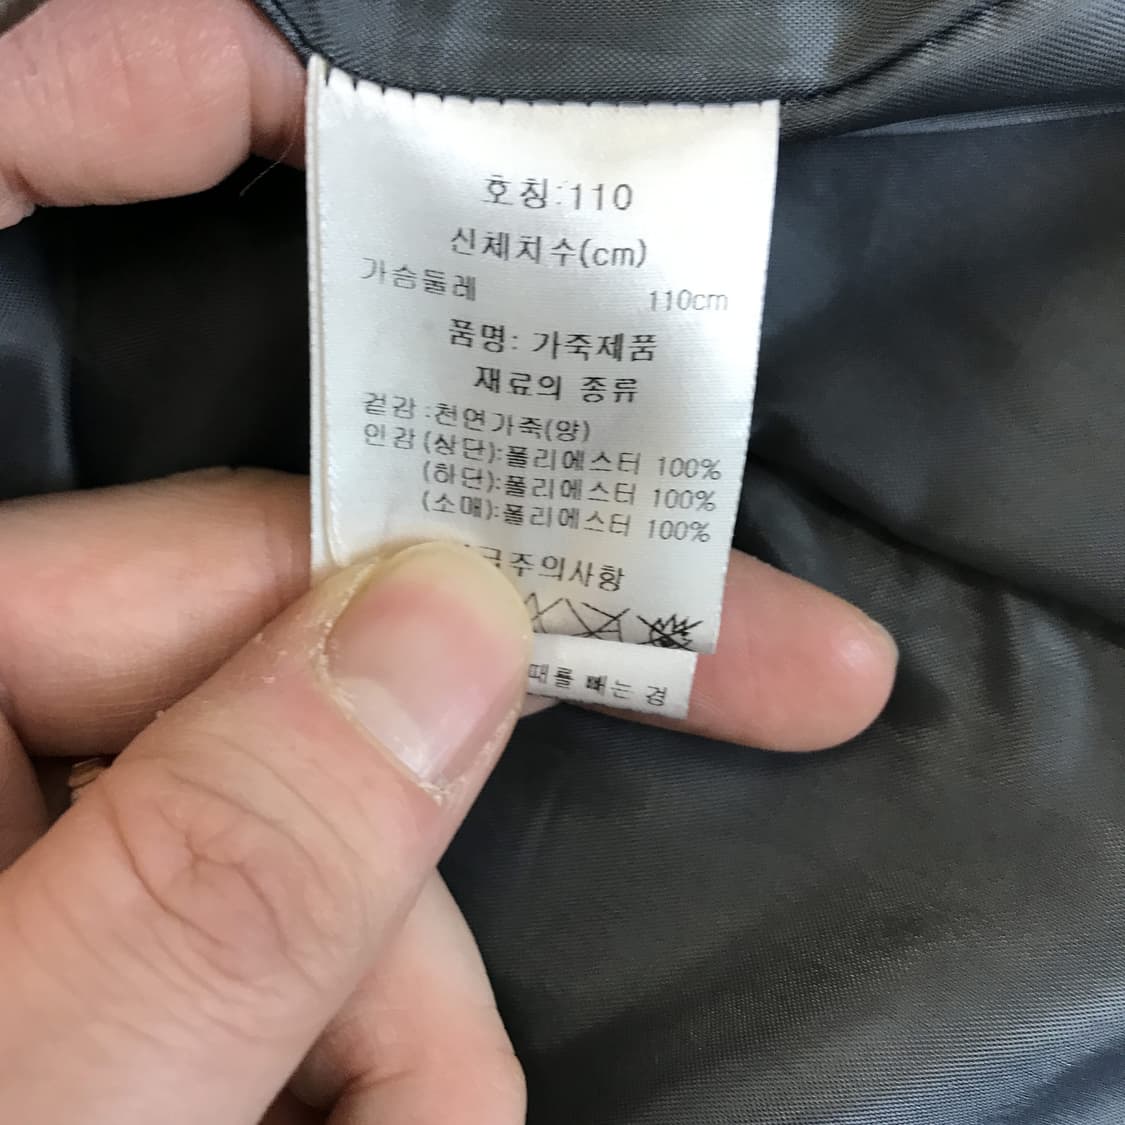 호칭:110
신체치수(cm)
가슴둘레 110cm
품명: 가죽제품
재료의 종류
겉감:천연가죽(양)
안감(상단):폴리에스터 100%
(하단):폴리에스터 100%
(소매):폴리에스터 100%
급주의사항
때를 빼는 경